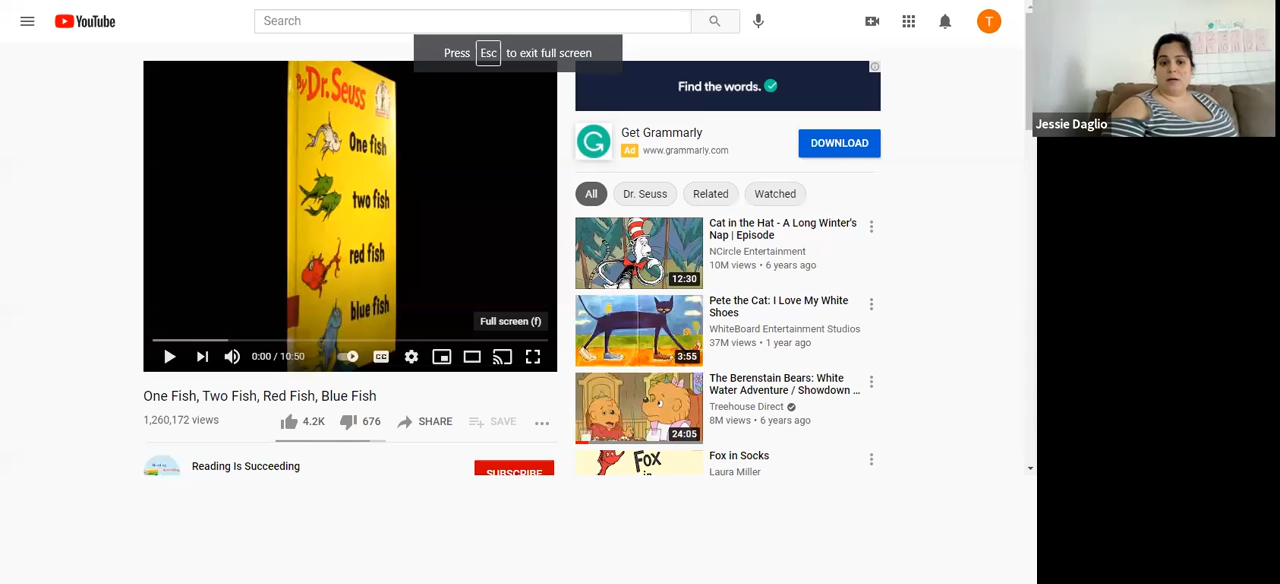 YouTube
Search
T
Press Esc to exit full screen
By Dr. Seuss
One fish
two fish
red fish
blue fish
Full screen (f)
0:00 / 10:50
CC
One Fish, Two Fish, Red Fish, Blue Fish
1,260,172 views
4.2K
676
SHARE
SAVE
Reading Is Succeeding
SUBSCRIBE
Find the words.
Get Grammarly
Ad www.grammarly.com
DOWNLOAD
All
Dr. Seuss
Related
Watched
12:30
Cat in the Hat - A Long Winter's
Nap | Episode
NCircle Entertainment
10M views • 6 years ago
3:55
Pete the Cat: I Love My White
Shoes
WhiteBoard Entertainment Studios
37M views • 1 year ago
24:05
The Berenstain Bears: White
Water Adventure / Showdown ...
Treehouse Direct
8M views • 6 years ago
FOX
in
Fox in Socks
Laura Miller
Jessie Daglio